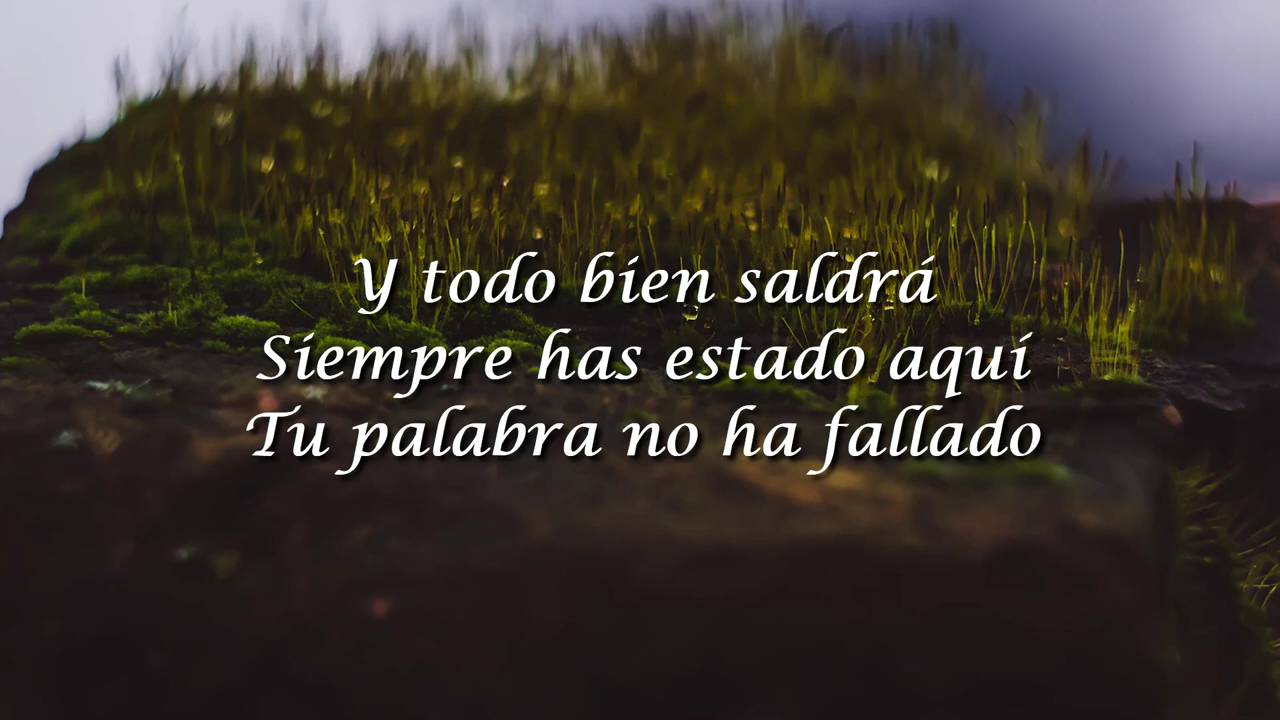 Y todo bien saldrá
Siempre has estado aquí
Tu palabra no ha fallado